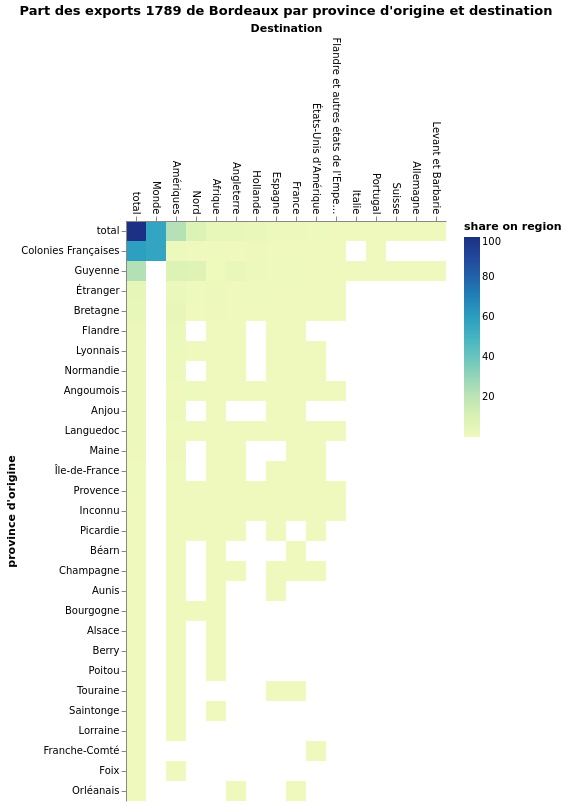 Part des exports 1789 de Bordeaux par province d'origine et destination
Destination
total
Monde
Amériques
Nord
Afrique
Angleterre
Hollande
Espagne
France
États-Unis d'Amérique
Flandre et autres états de l'Empe…
Italie
Portugal
Suisse
Allemagne
Levant et Barbarie
share on region
100
80
60
40
20
province d'origine
total
Colonies Françaises
Guyenne
Étranger
Bretagne
Flandre
Lyonnais
Normandie
Angoumois
Anjou
Languedoc
Maine
Île-de-France
Provence
Inconnu
Picardie
Béarn
Champagne
Aunis
Bourgogne
Alsace
Berry
Poitou
Touraine
Saintonge
Lorraine
Franche-Comté
Foix
Orléanais